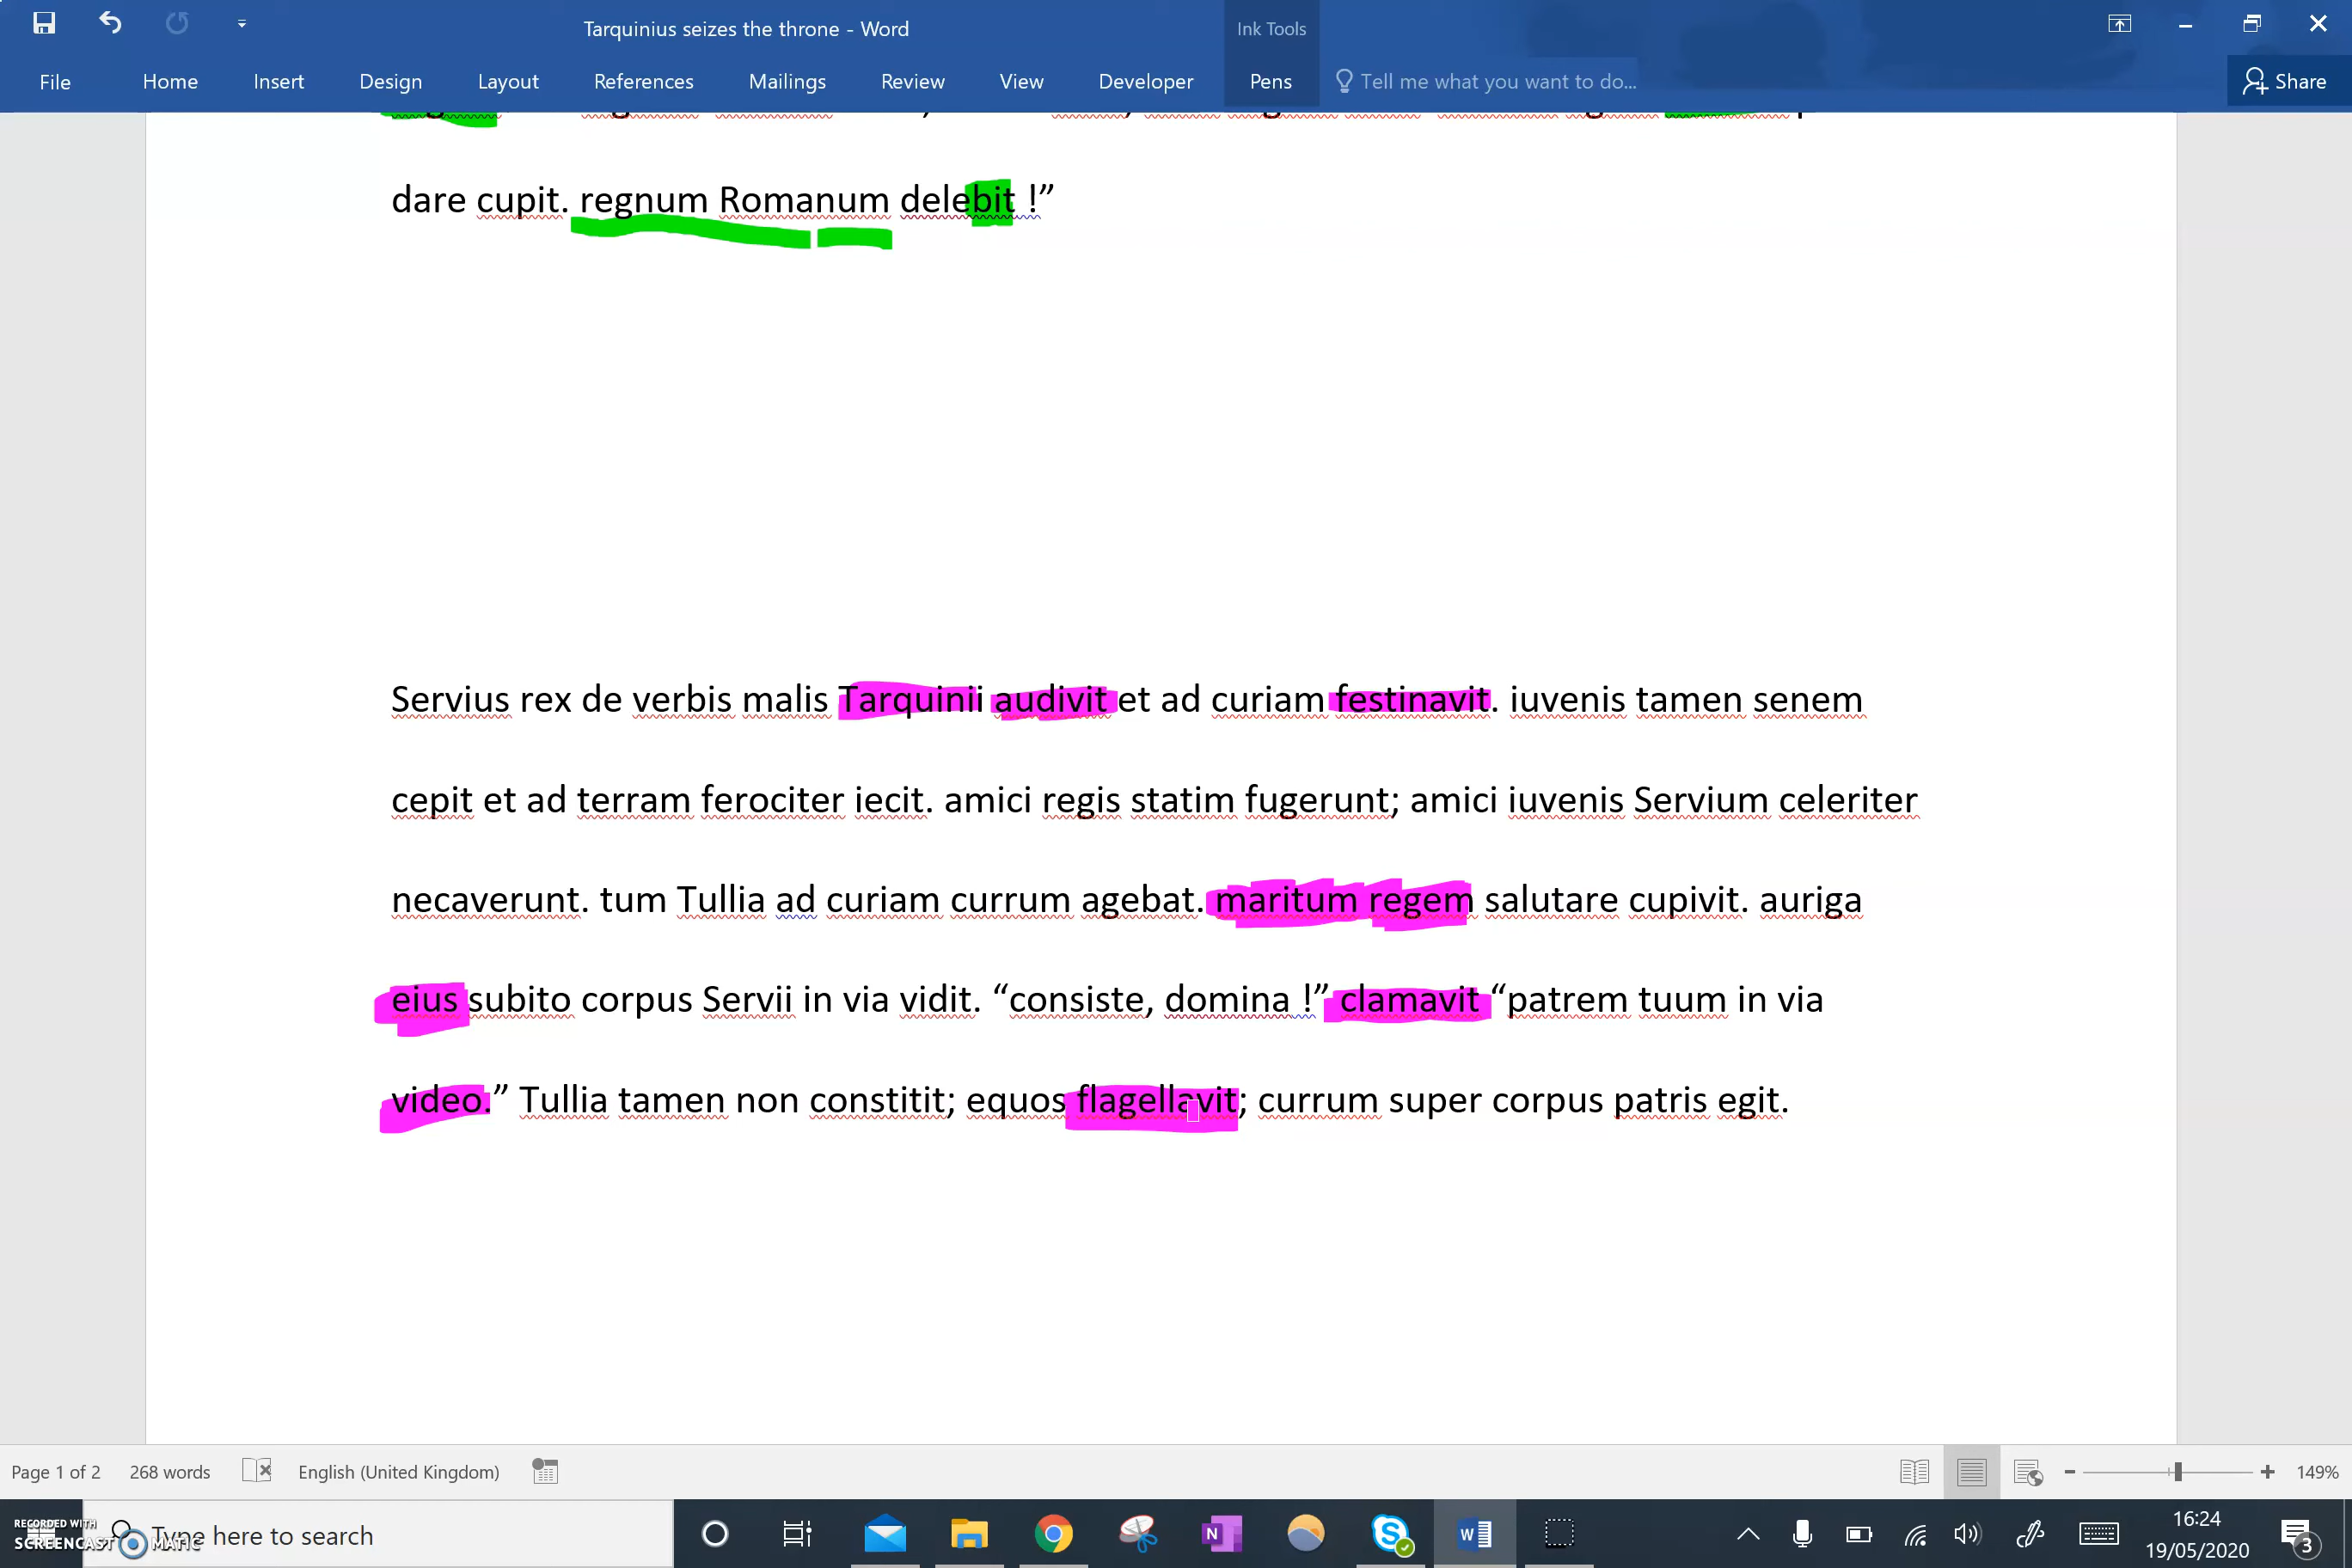 Tarquinius seizes the throne - Word
Ink Tools
File Home Insert Design Layout References Mailings Review View Developer Pens Tell me what you want to do... Share
dare cupit. regnum Romanum delebit !”
Servius rex de verbis malis Tarquinii audivit et ad curiam festinavit. iuvenis tamen senem
cepit et ad terram ferociter iecit. amici regis statim fugerunt; amici iuvenis Servium celeriter
necaverunt. tum Tullia ad curiam currum agebat. maritum regem salutare cupivit. auriga
eius subito corpus Servii in via vidit. “consiste, domina !” clamavit “patrem tuum in via
video.” Tullia tamen non constitit; equos flagellavit; currum super corpus patris egit.
Page 1 of 2 268 words English (United Kingdom) 149%
RECORDED WITH
SCREENCAST MATIC
Type here to search
N
S
W
16:24
19/05/2020
3